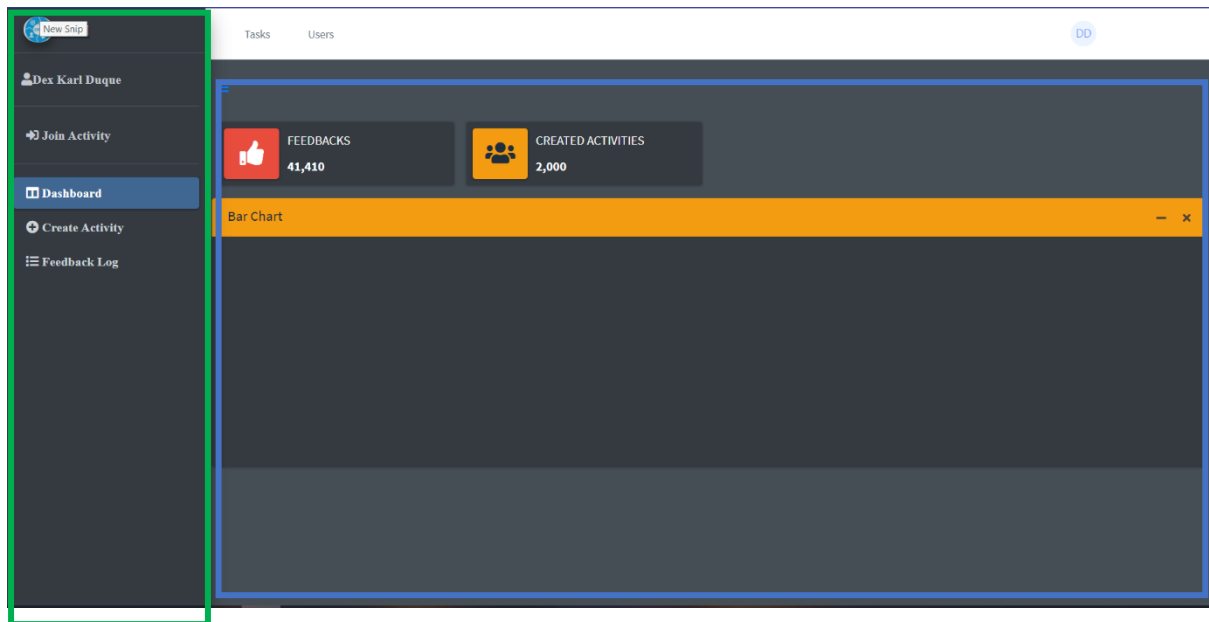 New Snip
Tasks Users DD
Dex Karl Duque
Join Activity
Dashboard
Create Activity
Feedback Log
FEEDBACKS
41,410
CREATED ACTIVITIES
2,000
Bar Chart